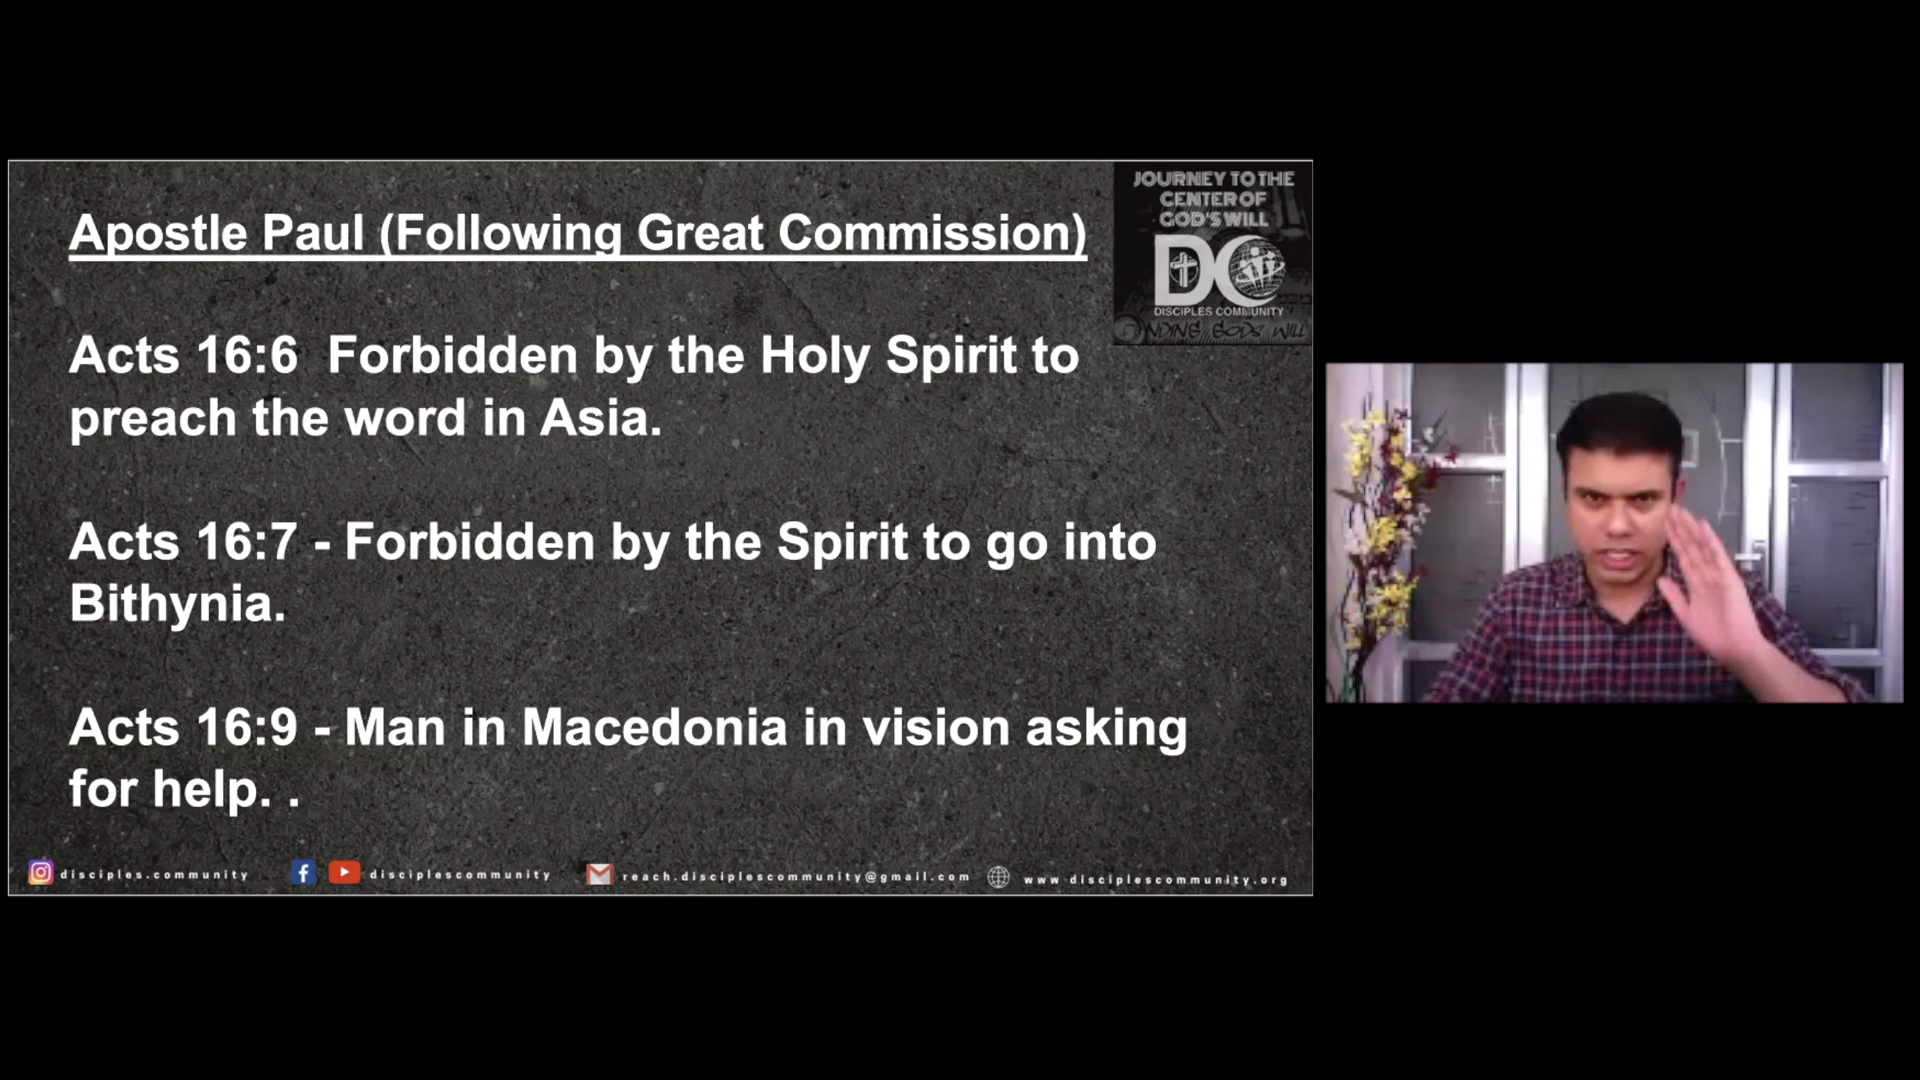 Apostle Paul (Following Great Commission)
JOURNEY TO THE
CENTER OF
GOD'S WILL
DC
DISCIPLES COMMUNITY
Acts 16:6  Forbidden by the Holy Spirit to
preach the word in Asia.
Acts 16:7 - Forbidden by the Spirit to go into
Bithynia.
Acts 16:9 - Man in Macedonia in vision asking
for help. .
disciples.community
disciplescommunity
reach.disciplescommunity@gmail.com
www disciplescommunity.org